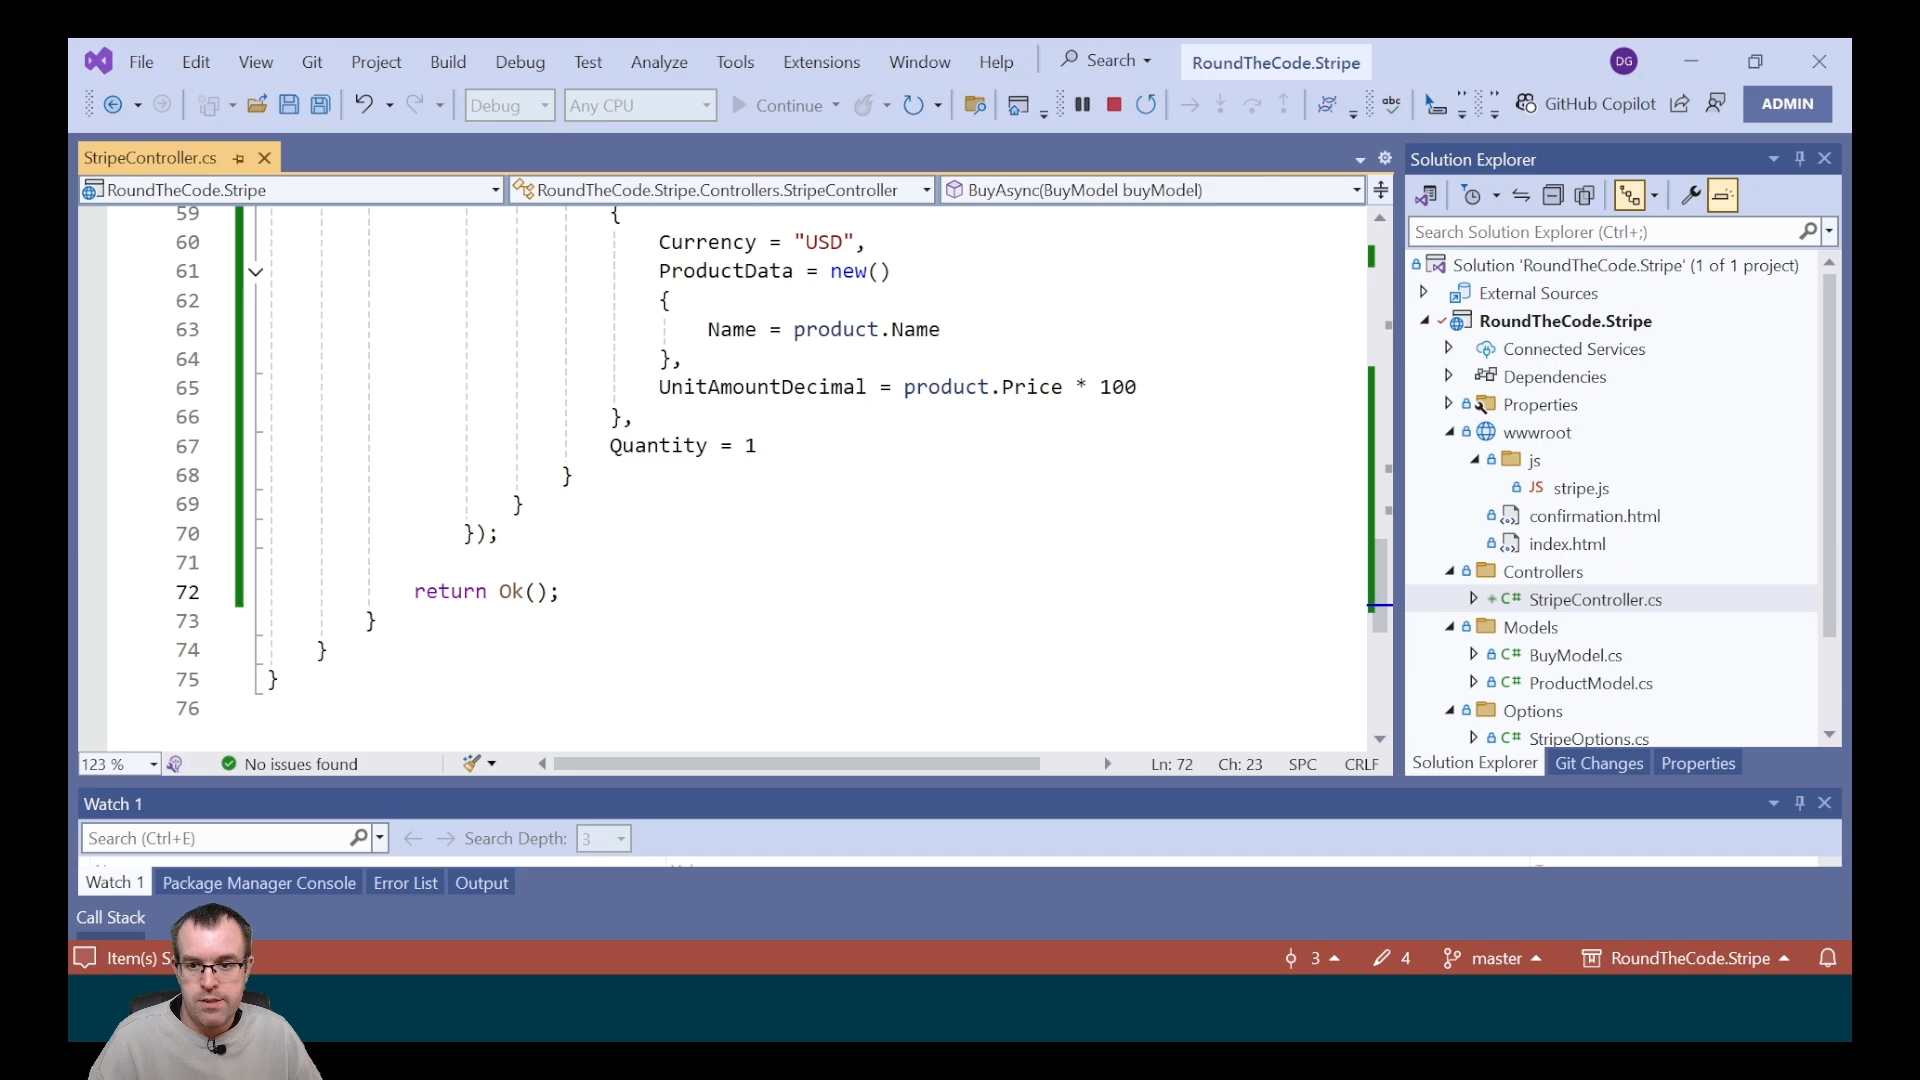 File Edit View Git Project Build Debug Test Analyze Tools Extensions Window Help Search RoundTheCode.Stripe DG
Debug Any CPU Continue abc GitHub Copilot ADMIN
StripeController.cs
RoundTheCode.Stripe RoundTheCode.Stripe.Controllers.StripeController BuyAsync(BuyModel buyModel)
59 {
60 Currency = "USD",
61 ProductData = new()
62 {
63 Name = product.Name
64 },
65 UnitAmountDecimal = product.Price * 100
66 },
67 Quantity = 1
68 }
69 }
70 });
71
72 return Ok();
73 }
74 }
75 }
76
123 % No issues found Ln: 72 Ch: 23 SPC CRLF
Solution Explorer
Search Solution Explorer (Ctrl+;)
Solution 'RoundTheCode.Stripe' (1 of 1 project)
External Sources
RoundTheCode.Stripe
Connected Services
Dependencies
Properties
wwwroot
js
JS stripe.js
confirmation.html
index.html
Controllers
C# StripeController.cs
Models
C# BuyModel.cs
C# ProductModel.cs
Options
C# StripeOptions.cs
Solution Explorer Git Changes Properties
Watch 1
Search (Ctrl+E) Search Depth: 3
Watch 1 Package Manager Console Error List Output
Call Stack
Item(s) 3 4 master RoundTheCode.Stripe